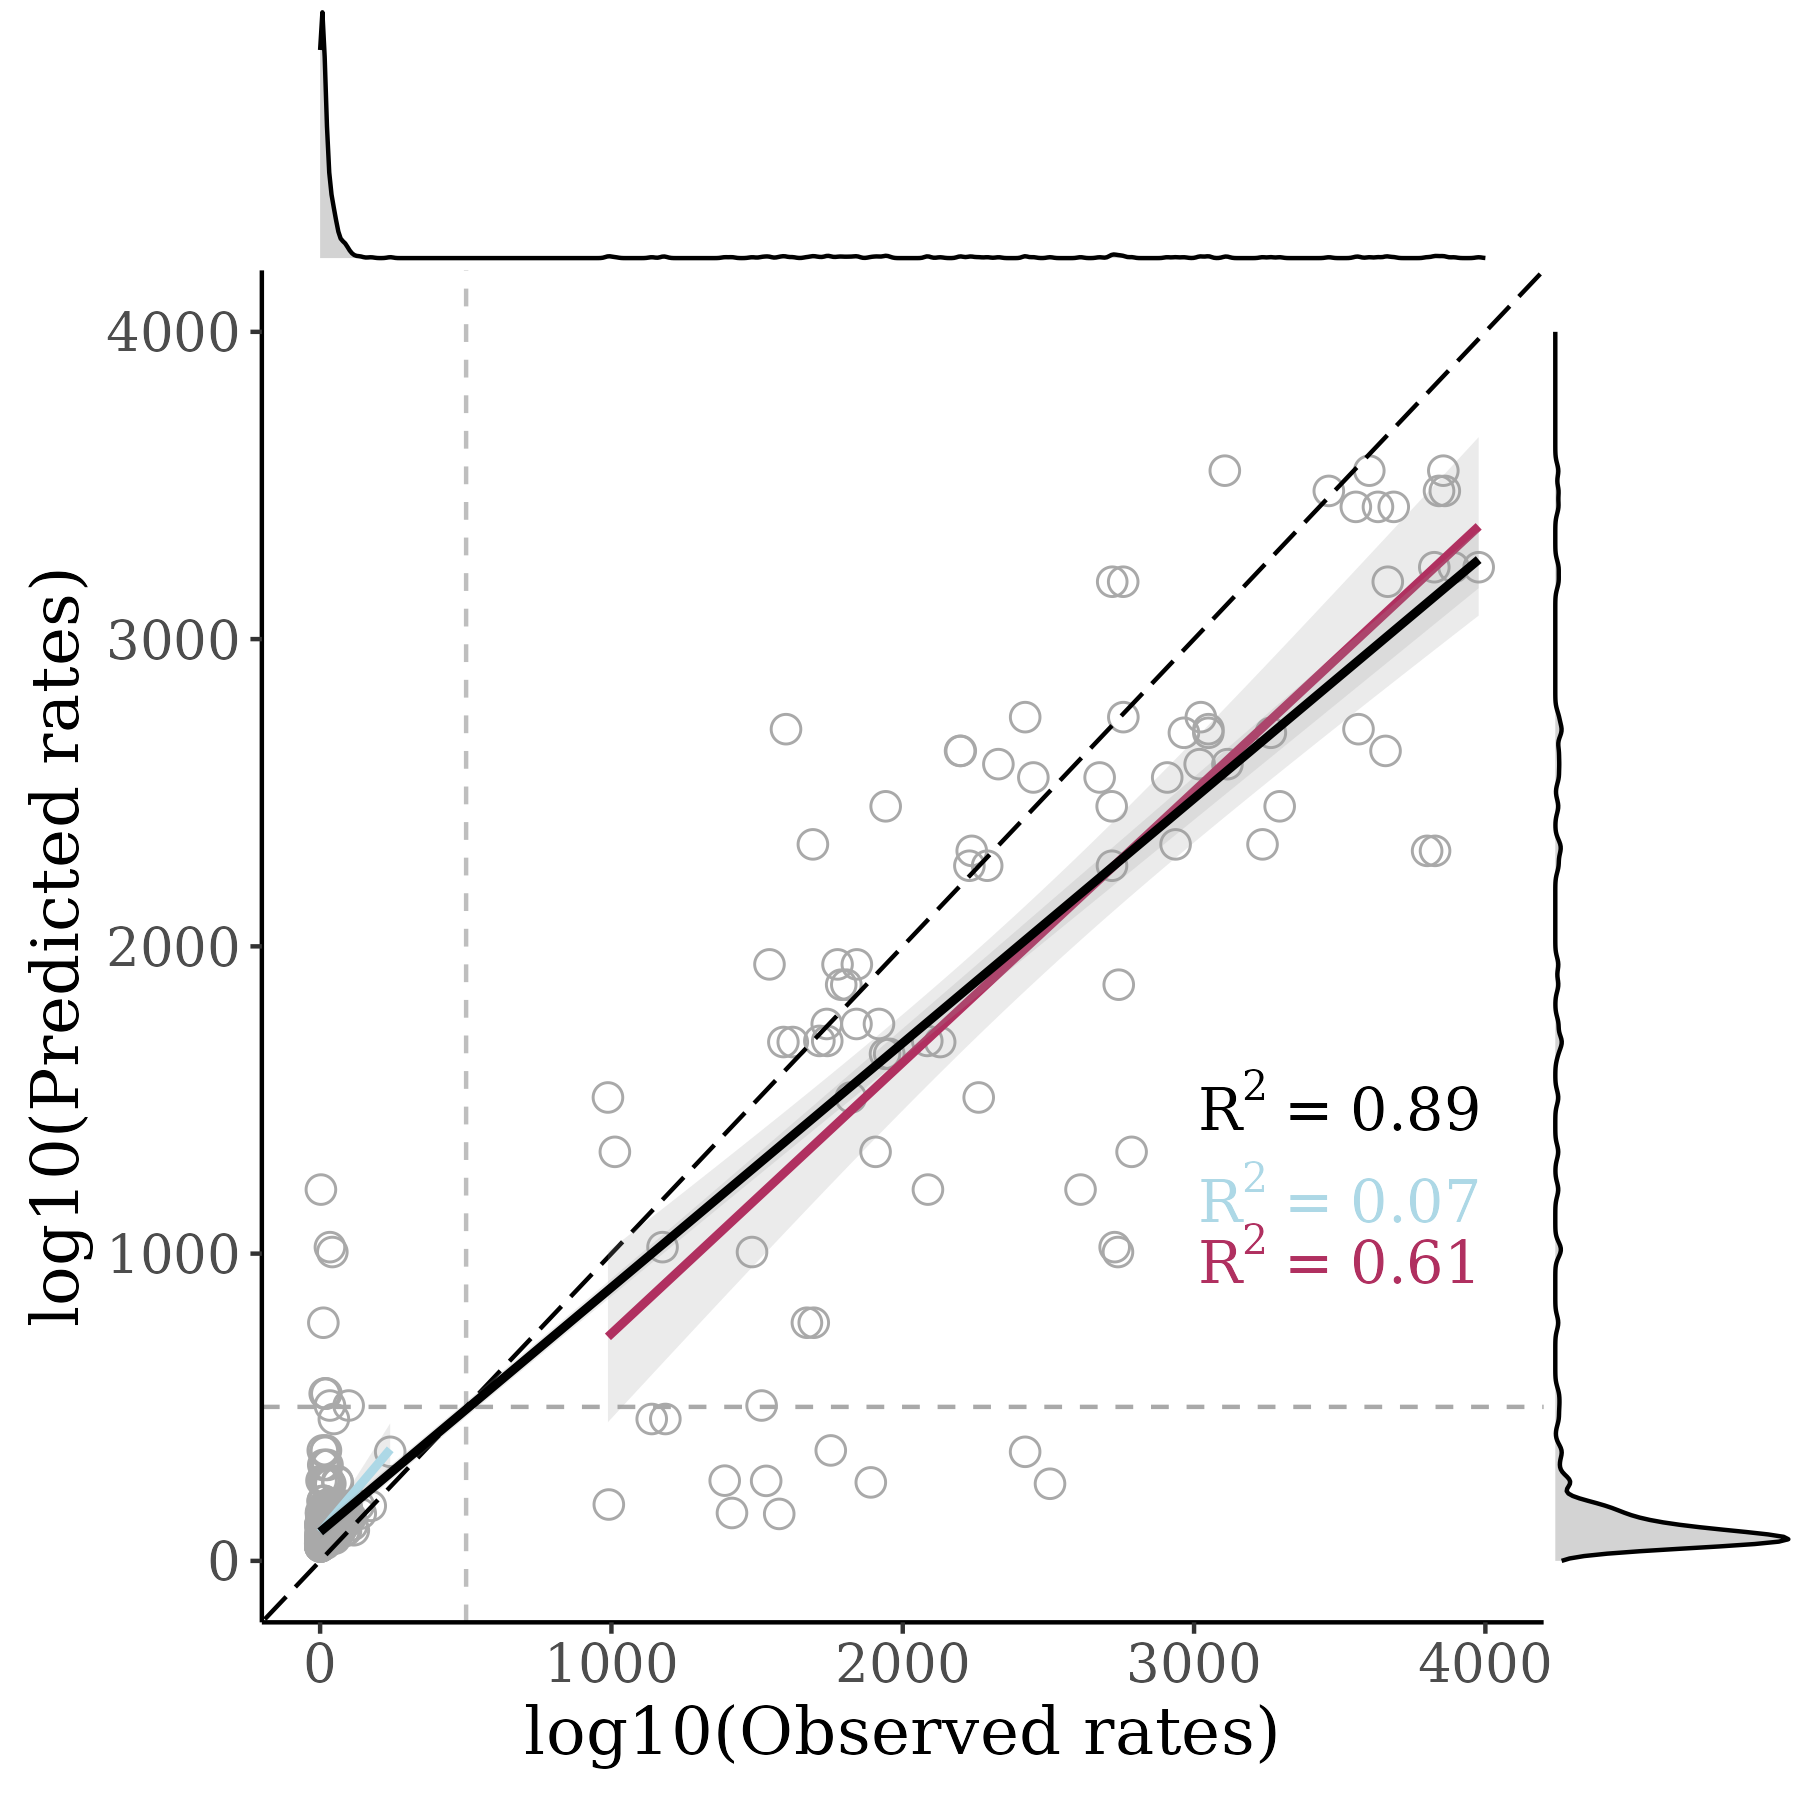 4000
3000
2000
1000
0
log10(Predicted rates)
R² = 0.89
R² = 0.07
R² = 0.61
0 1000 2000 3000 4000
log10(Observed rates)